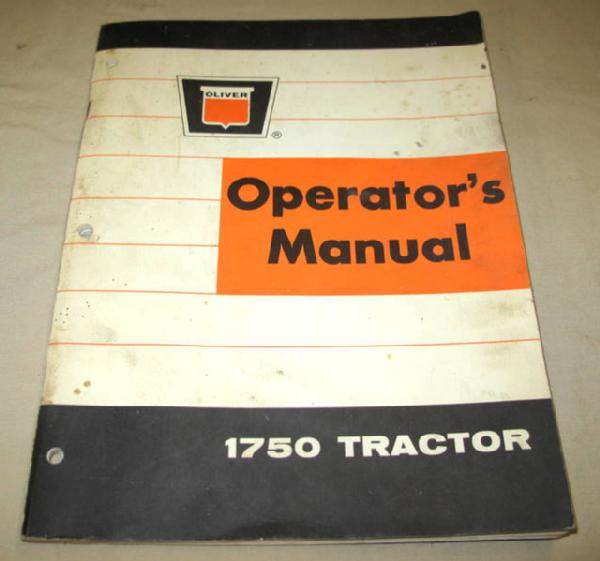 OLIVER
®
Operator's
Manual
1750 TRACTOR